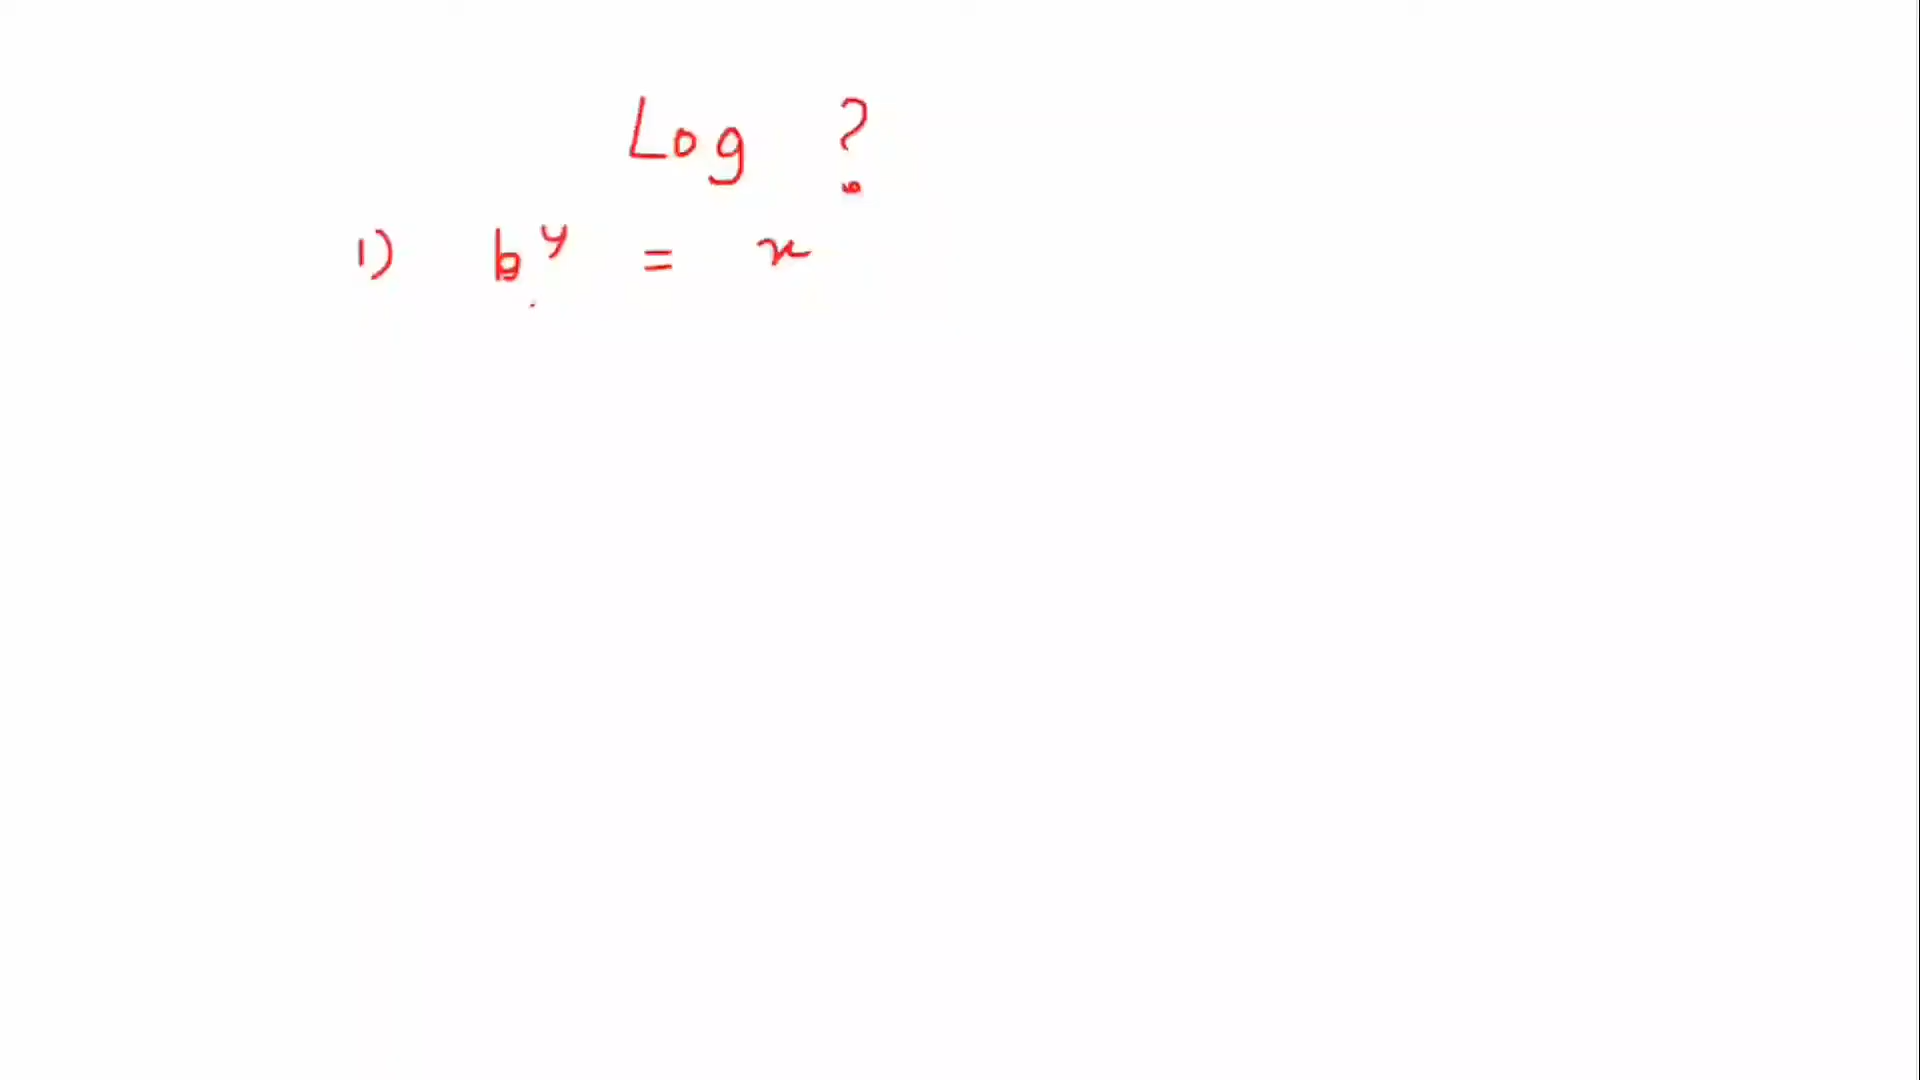 Log ?
1) b^y = x